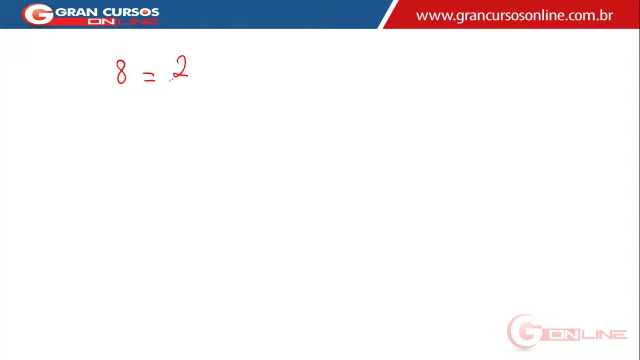 GRAN CURSOS
ONLINE
www.grancursosonline.com.br
8 = 2
G ONLINE